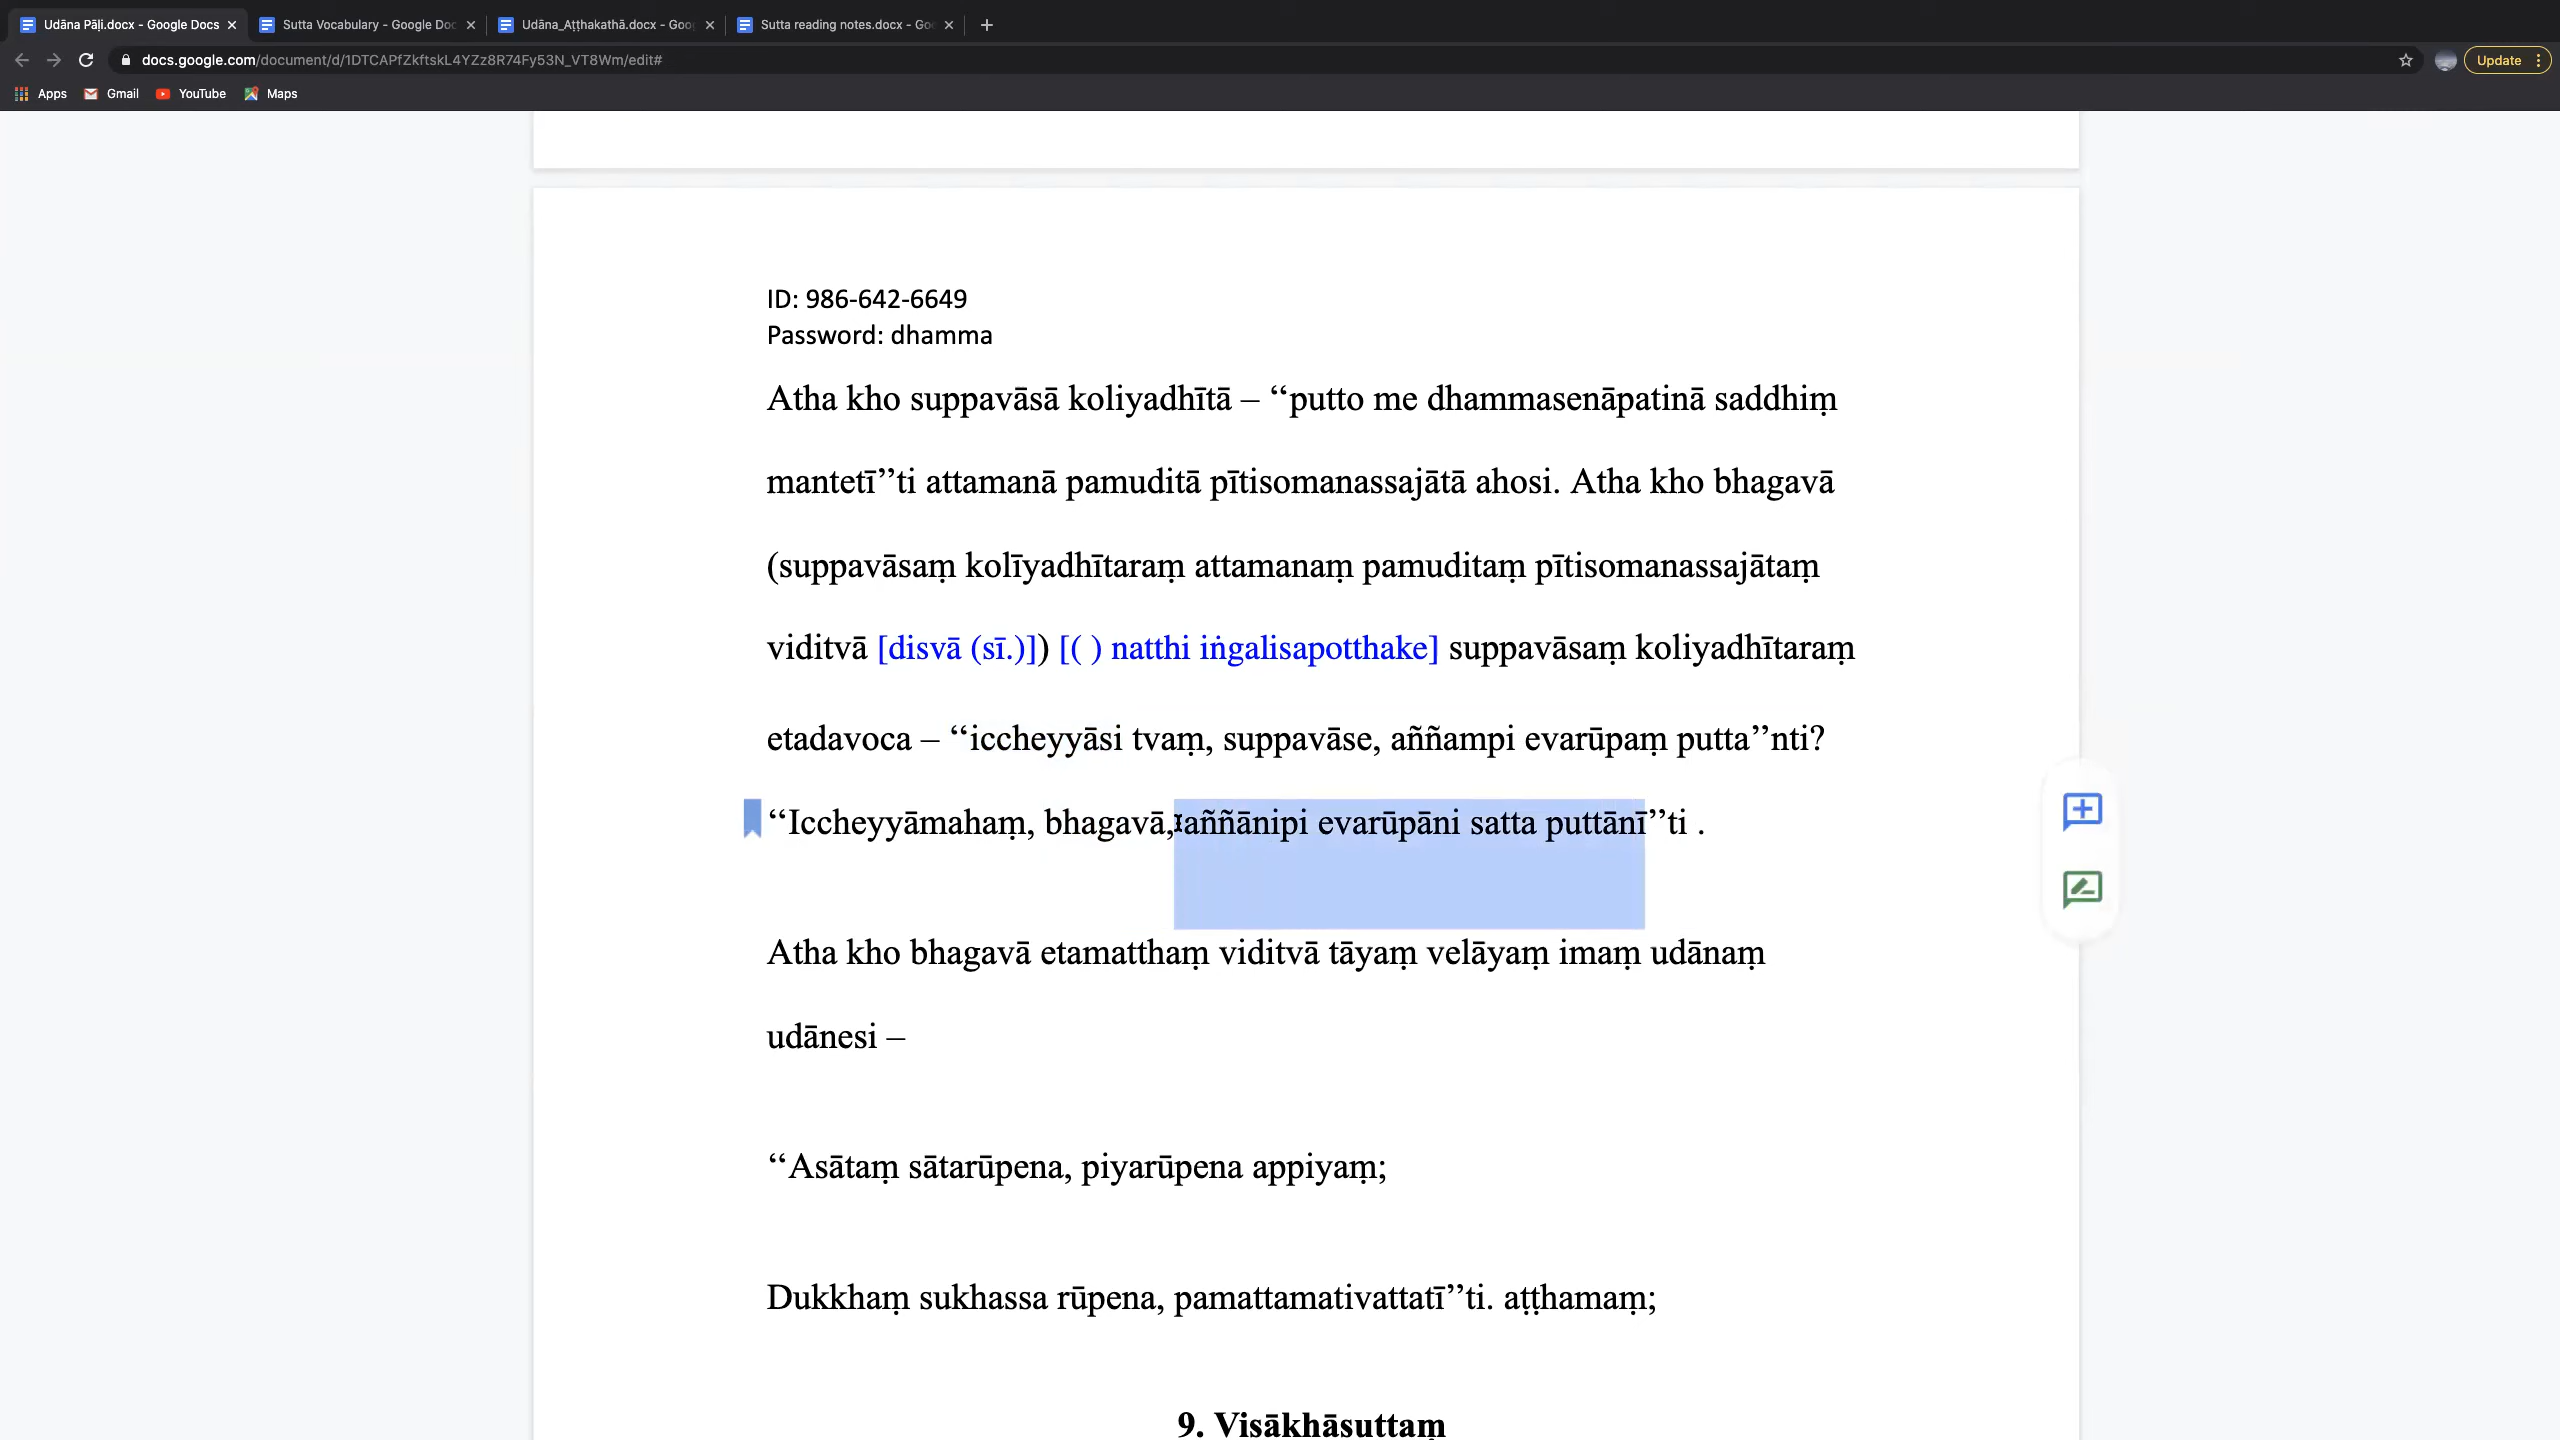 Udāna Pāḷi.docx - Google Docs
Sutta Vocabulary - Google Doc
Udāna_Aṭṭhakathā.docx - Goo
Sutta reading notes.docx - Go
docs.google.com/document/d/1DTCAPfZkftskL4YZz8R74Fy53N_VT8Wm/edit#
Update
Apps Gmail YouTube Maps
ID: 986-642-6649
Password: dhamma
Atha kho suppavāsā koliyadhītā – ‘‘putto me dhammasenāpatinā saddhiṃ
mantetī’’ti attamanā pamuditā pītisomanassajātā ahosi. Atha kho bhagavā
(suppavāsaṃ kolīyadhītaraṃ attamanaṃ pamuditaṃ pītisomanassajātaṃ
viditvā [disvā (sī.)]) [( ) natthi iṅgalisapotthake] suppavāsaṃ koliyadhītaraṃ
etadavoca – ‘‘iccheyyāsi tvaṃ, suppavāse, aññampi evarūpaṃ putta’’nti?
‘‘Iccheyyāmahaṃ, bhagavā, aññānipi evarūpāni satta puttānī’’ti .
Atha kho bhagavā etamatthaṃ viditvā tāyaṃ velāyaṃ imaṃ udānaṃ
udānesi –
‘‘Asātaṃ sātarūpena, piyarūpena appiyaṃ;
Dukkhaṃ sukhassa rūpena, pamattamativattatī’’ti. aṭṭhamaṃ;
9. Visākhāsuttaṃ